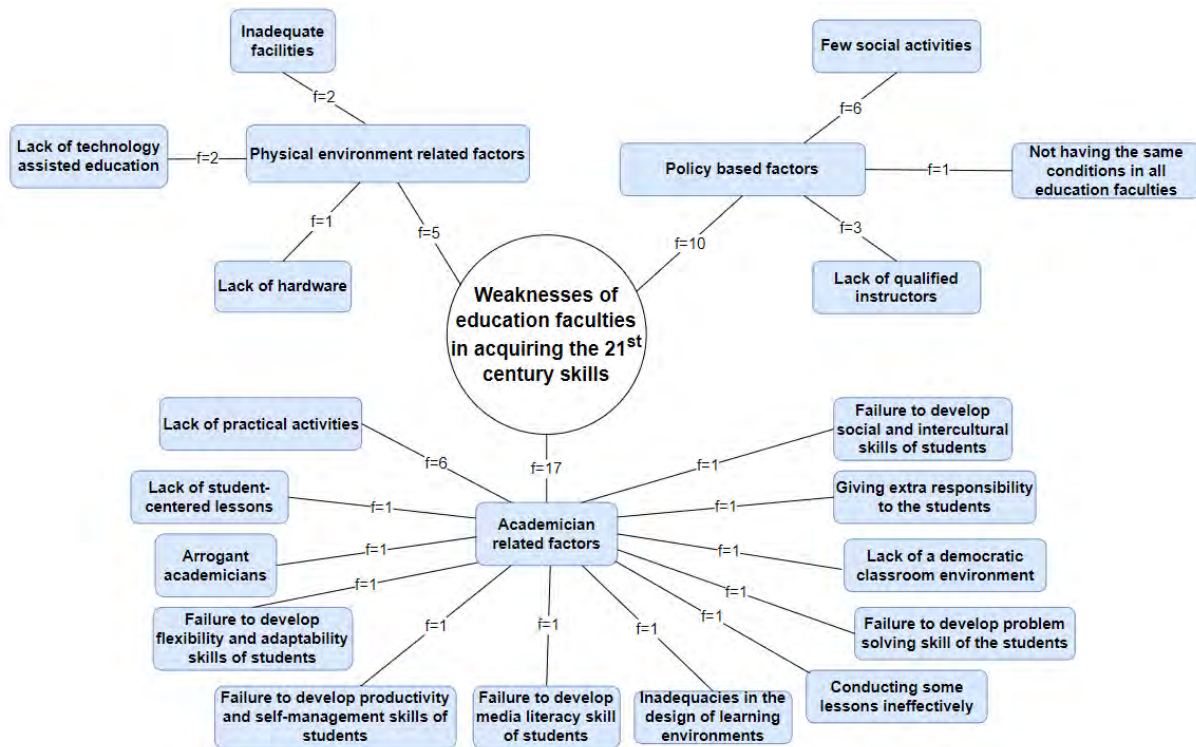 Inadequate
facilities
f=2
Lack of technology
assisted education
f=2
Physical environment related factors
f=1
Lack of hardware
f=5
Few social activities
f=6
Policy based factors
f=1
Not having the same
conditions in all
education faculties
f=3
Lack of qualified
instructors
f=10
Weaknesses of
education faculties
in acquiring the 21st
century skills
f=17
Academician
related factors
Lack of practical activities
f=6
Lack of student-
centered lessons
f=1
Arrogant
academicians
f=1
Failure to develop
flexibility and adaptability
skills of students
f=1
Failure to develop productivity
and self-management skills of
students
f=1
Failure to develop
media literacy skill
of students
f=1
Inadequacies in the
design of learning
environments
f=1
Conducting some
lessons ineffectively
f=1
Failure to develop problem
solving skill of the students
f=1
Lack of a democratic
classroom environment
f=1
Giving extra responsibility
to the students
f=1
Failure to develop
social and intercultural
skills of students
f=1